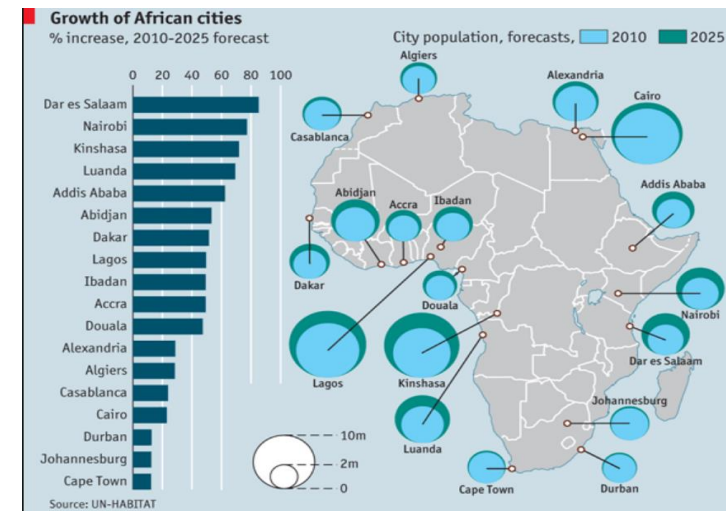 Growth of African cities
% increase, 2010-2025 forecast
0 20 40 60 80 100
Dar es Salaam
Nairobi
Kinshasa
Luanda
Addis Ababa
Abidjan
Dakar
Lagos
Ibadan
Accra
Douala
Alexandria
Algiers
Casablanca
Cairo
Durban
Johannesburg
Cape Town
Source: UN-HABITAT
City population, forecasts, 2010 2025
Algiers
Alexandria
Cairo
Casablanca
Addis Ababa
Abidjan
Accra
Ibadan
Dakar
Douala
Nairobi
Dar es Salaam
Lagos
Kinshasa
Johannesburg
Luanda
Cape Town
Durban
10m
2m
0